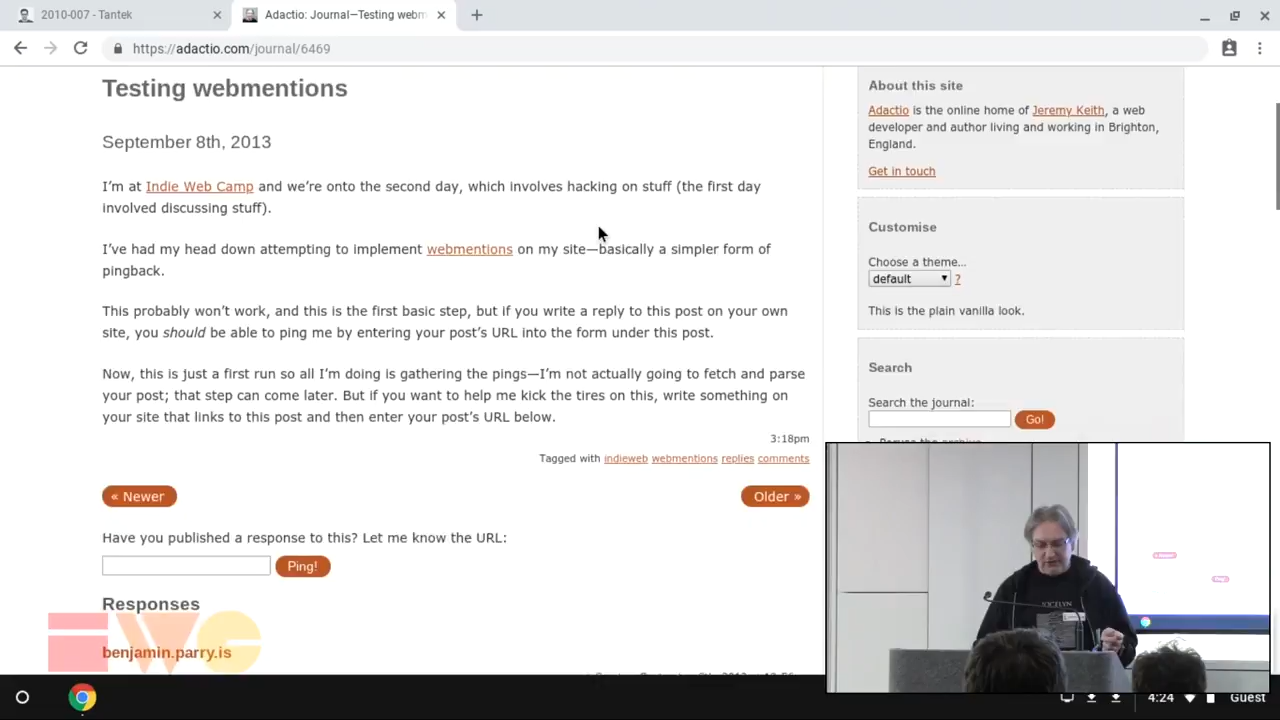 2010-007 - Tantek
Adactio: Journal—Testing webm
https://adactio.com/journal/6469
Testing webmentions
September 8th, 2013
I'm at Indie Web Camp and we're onto the second day, which involves hacking on stuff (the first day
involved discussing stuff).
I've had my head down attempting to implement webmentions on my site—basically a simpler form of
pingback.
This probably won't work, and this is the first basic step, but if you write a reply to this post on your own
site, you should be able to ping me by entering your post's URL into the form under this post.
Now, this is just a first run so all I'm doing is gathering the pings—I'm not actually going to fetch and parse
your post; that step can come later. But if you want to help me kick the tires on this, write something on
your site that links to this post and then enter your post's URL below.
3:18pm
Tagged with indieweb webmentions replies comments
« Newer
Older »
Have you published a response to this? Let me know the URL:
Ping!
Responses
benjamin.parry.is
About this site
Adactio is the online home of Jeremy Keith, a web
developer and author living and working in Brighton,
England.
Get in touch
Customise
Choose a theme…
default
?
This is the plain vanilla look.
Search
Search the journal:
Go!
IWC
JOCELYN
4:24
Guest